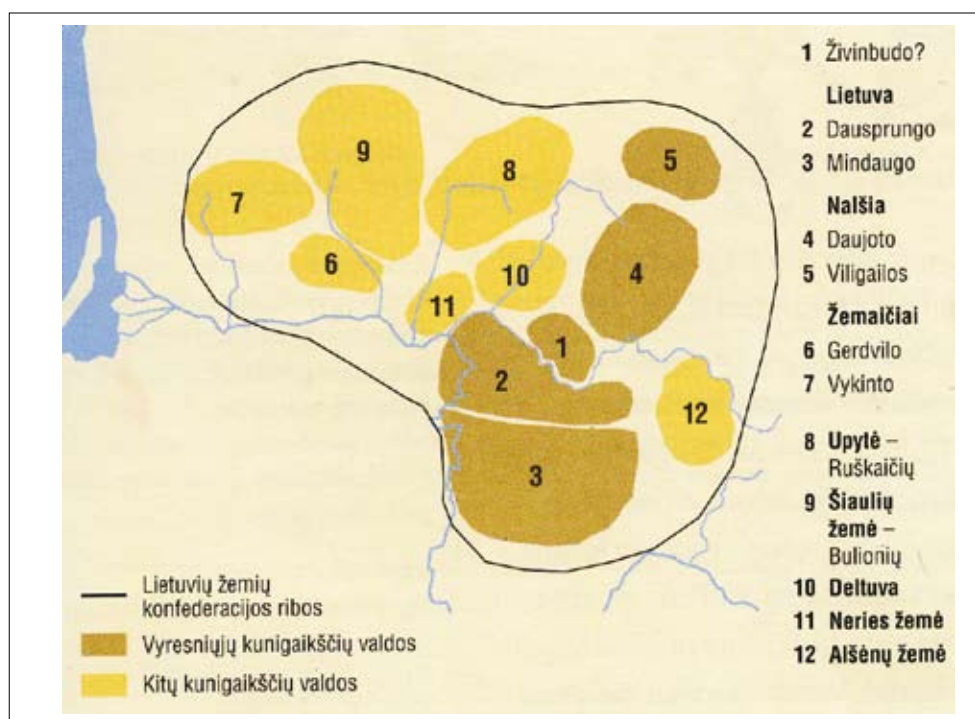 1 Živinbudo?
Lietuva
2 Dausprungo
3 Mindaugo
Nalšia
4 Daujoto
5 Viligailos
Žemaičiai
6 Gerdvilo
7 Vykinto
8 Upytė –
Ruškaičių
9 Šiaulių
žemė –
Bulionių
10 Deltuva
11 Neries žemė
12 Alšėnų žemė
9
8
5
7
6
10
4
11
1
2
12
3
Lietuvių žemių
konfederacijos ribos
Vyresniųjų kunigaikščių valdos
Kitų kunigaikščių valdos